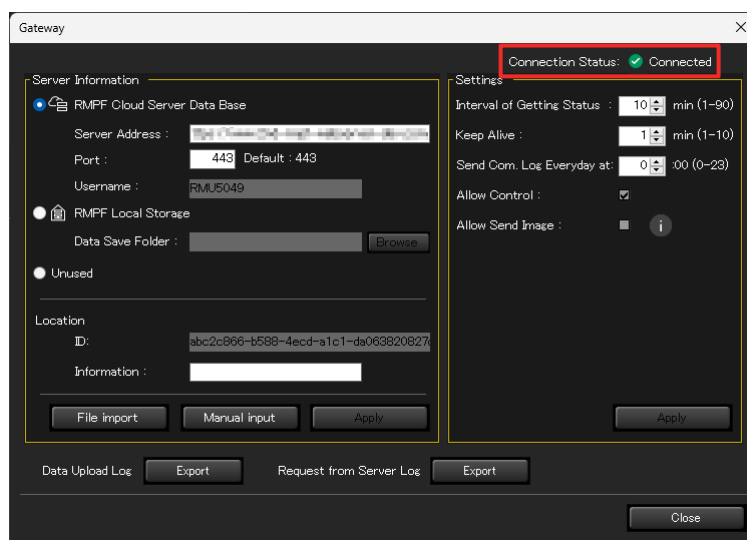 Gateway
Connection Status: Connected
Server Information
RMPF Cloud Server Data Base
Server Address :
Port : 443 Default : 443
Username : RMU5049
RMPF Local Storage
Data Save Folder : Browse
Unused
Location
ID: abc2c866-b588-4ecd-a1c1-da063820827
Information :
File import Manual input Apply
Settings
Interval of Getting Status : 10 min (1-90)
Keep Alive : 1 min (1-10)
Send Com. Log Everyday at: 0 :00 (0-23)
Allow Control :
Allow Send Image : i
Apply
Data Upload Log Export Request from Server Log Export
Close